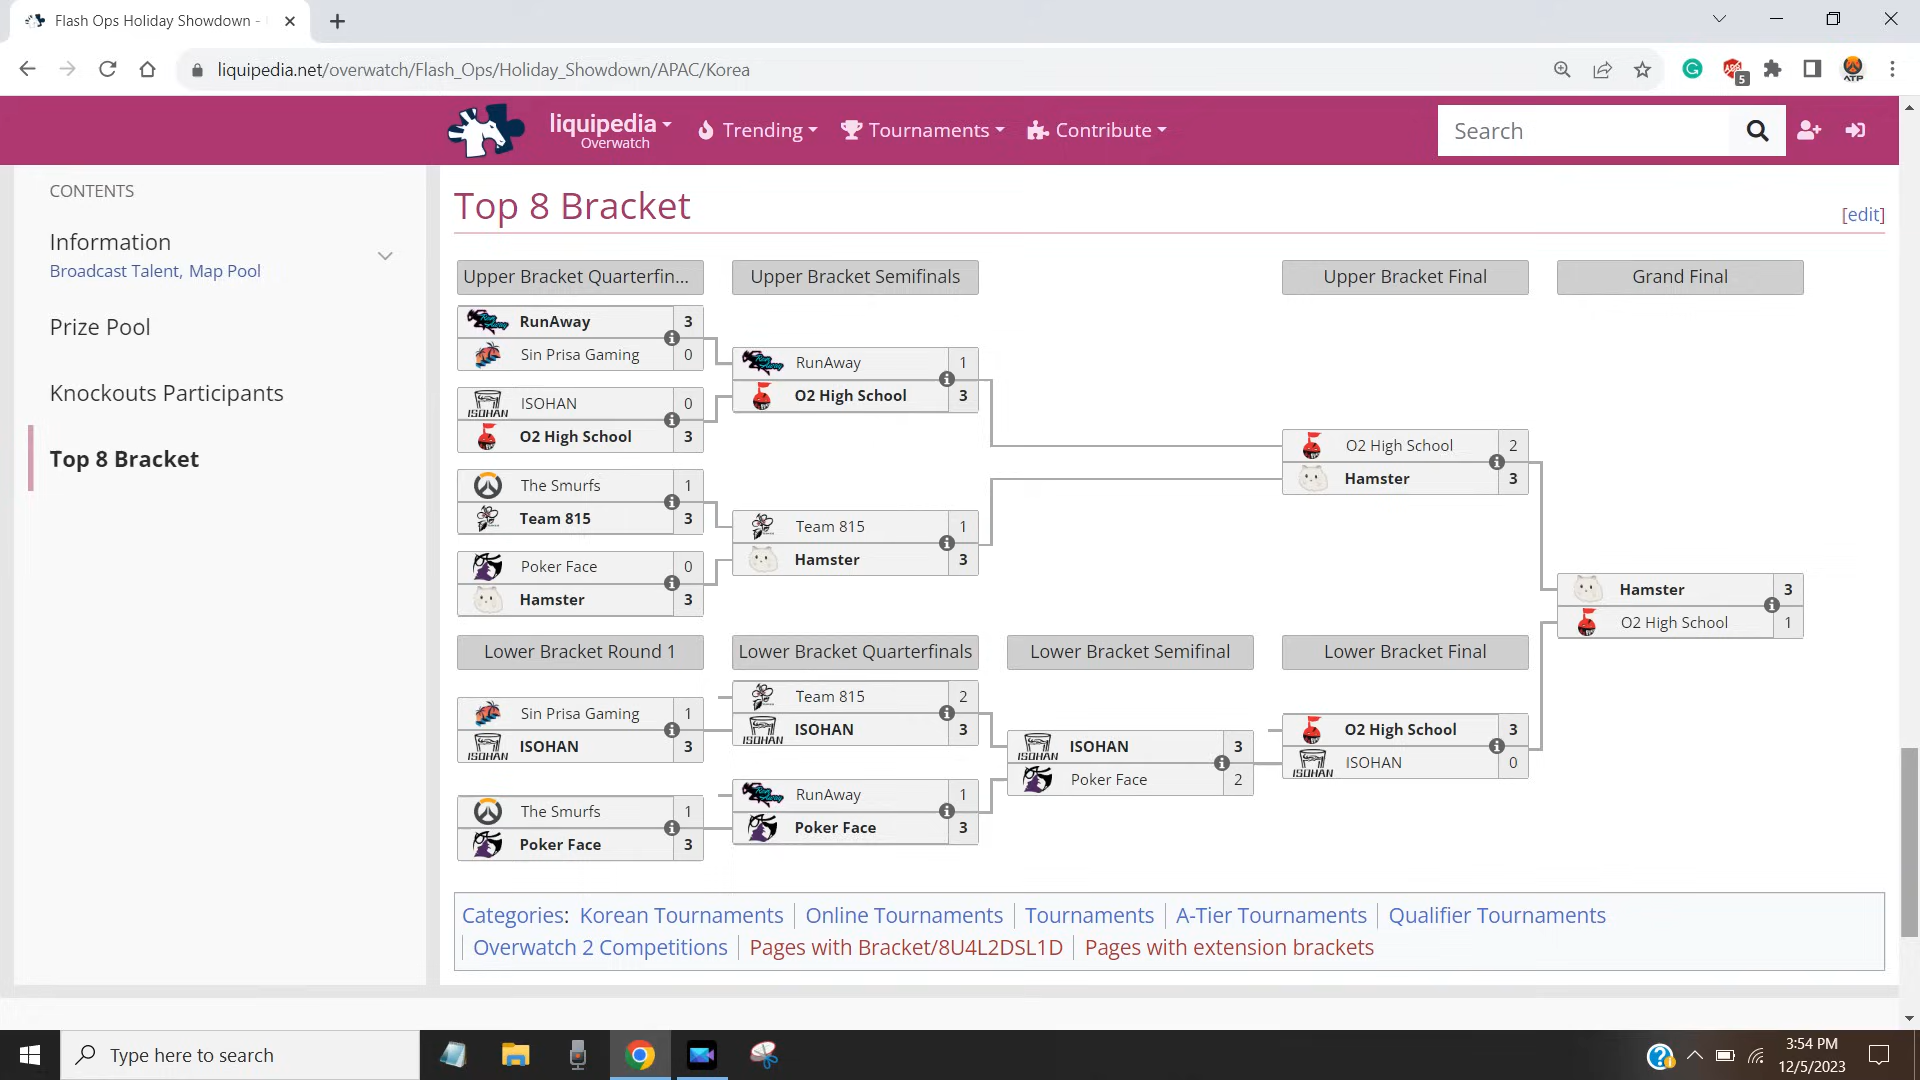 Flash Ops Holiday Showdown -
liquipedia.net/overwatch/Flash_Ops/Holiday_Showdown/APAC/Korea
5
ATP
liquipedia
Overwatch
Trending
Tournaments
Contribute
Search
CONTENTS
Information
Broadcast Talent, Map Pool
Prize Pool
Knockouts Participants
Top 8 Bracket
Top 8 Bracket
[edit]
Upper Bracket Quarterfin...
Upper Bracket Semifinals
Upper Bracket Final
Grand Final
RunAway 3
Sin Prisa Gaming 0
ISOHAN ISOHAN 0
O2 High School 3
The Smurfs 1
Team 815 3
Poker Face 0
Hamster 3
RunAway 1
O2 High School 3
Team 815 1
Hamster 3
O2 High School 2
Hamster 3
Hamster 3
O2 High School 1
Lower Bracket Round 1
Lower Bracket Quarterfinals
Lower Bracket Semifinal
Lower Bracket Final
Sin Prisa Gaming 1
ISOHAN ISOHAN 3
The Smurfs 1
Poker Face 3
Team 815 2
ISOHAN ISOHAN 3
RunAway 1
Poker Face 3
ISOHAN ISOHAN 3
Poker Face 2
O2 High School 3
ISOHAN ISOHAN 0
Categories: Korean Tournaments Online Tournaments Tournaments A-Tier Tournaments Qualifier Tournaments
Overwatch 2 Competitions Pages with Bracket/8U4L2DSL1D Pages with extension brackets
Type here to search
3:54 PM
12/5/2023